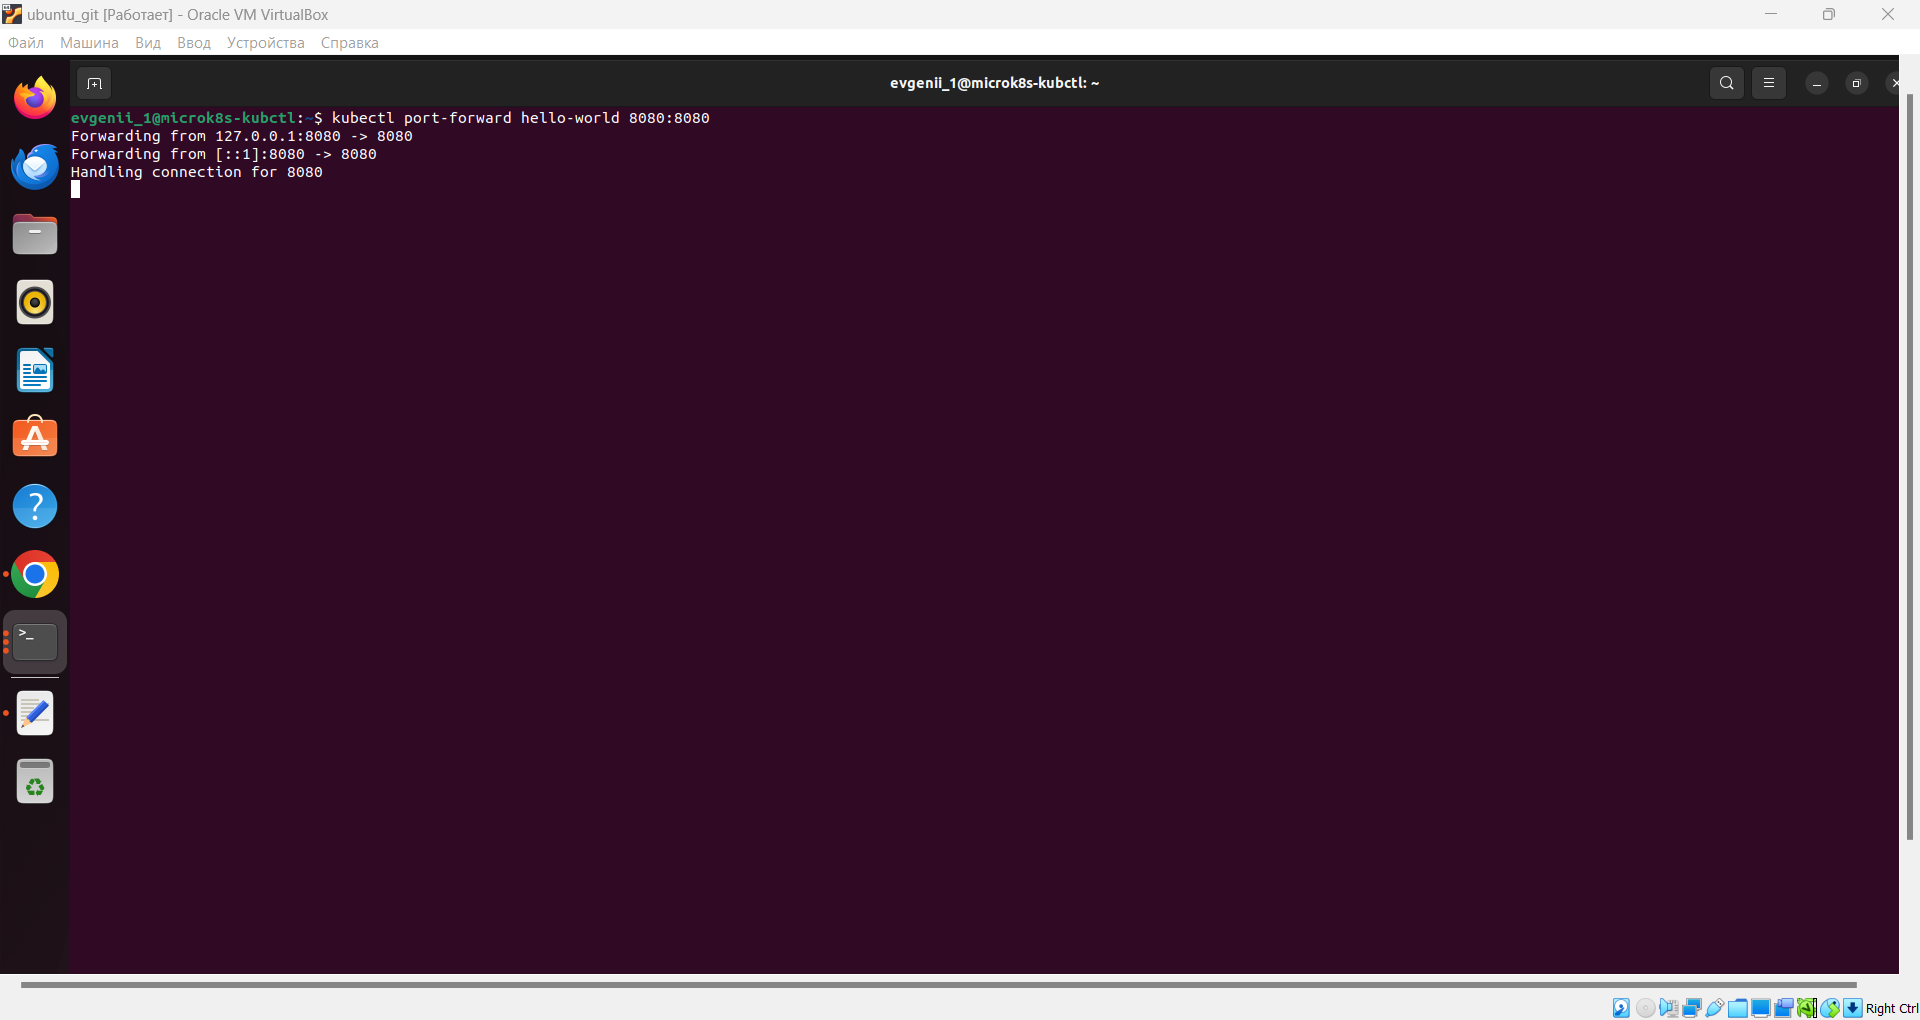 ubuntu_git [Работает] - Oracle VM VirtualBox
Файл Машина Вид Ввод Устройства Справка
evgenii_1@microk8s-kubctl: ~
evgenii_1@microk8s-kubctl:~$ kubectl port-forward hello-world 8080:8080
Forwarding from 127.0.0.1:8080 -> 8080
Forwarding from [::1]:8080 -> 8080
Handling connection for 8080
Right Ctrl